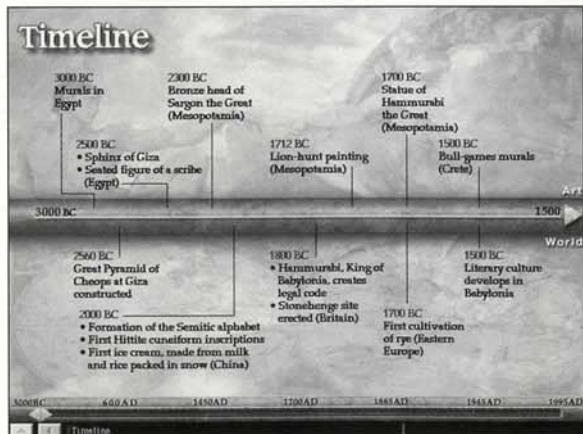 Timeline
3000 BC
Murals in
Egypt
2300 BC
Bronze head of
Sargon the Great
(Mesopotamia)
1700 BC
Statue of
Hammurabi
the Great
(Mesopotamia)
2500 BC
• Sphinx of Giza
• Seated figure of a scribe
(Egypt)
1712 BC
Lion-hunt painting
(Mesopotamia)
1500 BC
Bull-games murals
(Crete)
Art
3000 BC 1500
World
2560 BC
Great Pyramid of
Cheops at Giza
constructed
1800 BC
• Hammurabi, King of
Babylonia, creates
legal code
• Stonehenge site
erected (Britain)
1500 BC
Literary culture
develops in
Babylonia
2000 BC
• Formation of the Semitic alphabet
• First Hittite cuneiform inscriptions
• First ice cream, made from milk
and rice packed in snow (China)
1700 BC
First cultivation
of rye (Eastern
Europe)
3000BC 600AD 1450AD 1700AD 1865AD 1945AD 1995AD
Timeline